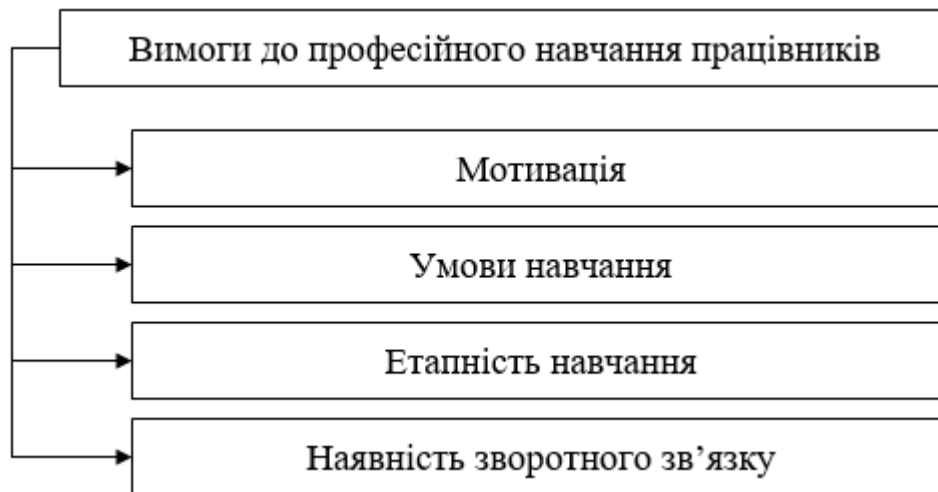 Вимоги до професійного навчання працівників
Мотивація
Умови навчання
Етапність навчання
Наявність зворотного зв’язку